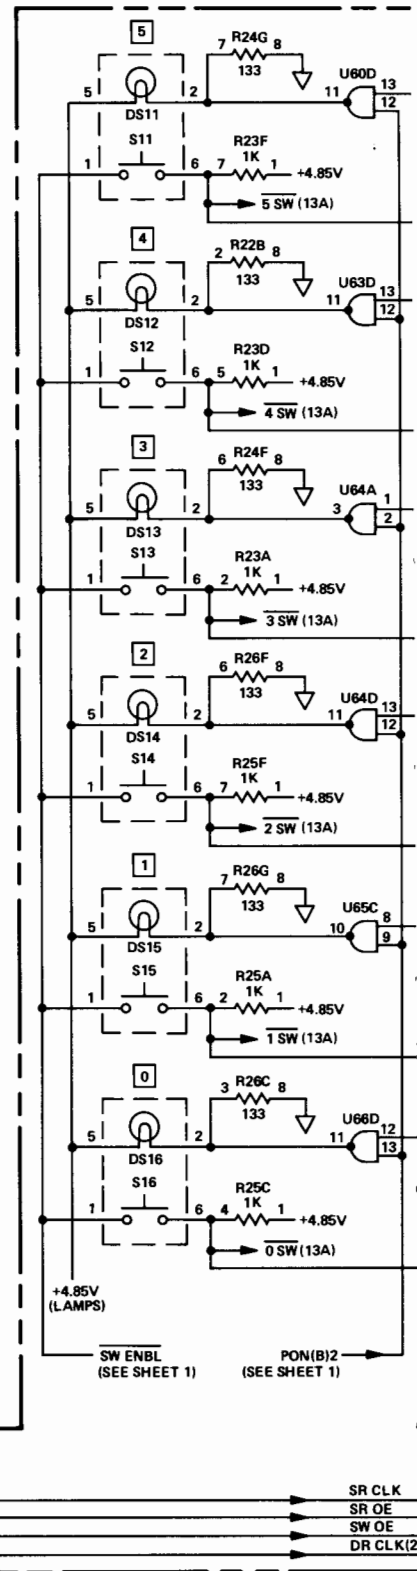 5
R24G
7 8
133
U60D
11 13
12
5 2
DS11
S11
R23F
1K
1 6 7 1 +4.85V
5 SW (13A)
4
R22B
2 8
133
U63D
11 13
12
5 2
DS12
S12
R23D
1K
1 6 5 1 +4.85V
4 SW (13A)
3
R24F
6 8
133
U64A
3 1
2
5 2
DS13
S13
R23A
1K
1 6 2 1 +4.85V
3 SW (13A)
2
R26F
6 8
133
U64D
11 13
12
5 2
DS14
S14
R25F
1K
1 6 7 1 +4.85V
2 SW (13A)
1
R26G
7 8
133
U65C
10 8
9
5 2
DS15
S15
R25A
1K
1 6 2 1 +4.85V
1 SW (13A)
0
R26C
3 8
133
U66D
11 12
13
5 2
DS16
S16
R25C
1K
1 6 4 1 +4.85V
0 SW (13A)
+4.85V
(LAMPS)
SW ENBL
(SEE SHEET 1)
PON(B)2
(SEE SHEET 1)
SR CLK
SR OE
SW OE
DR CLK(2